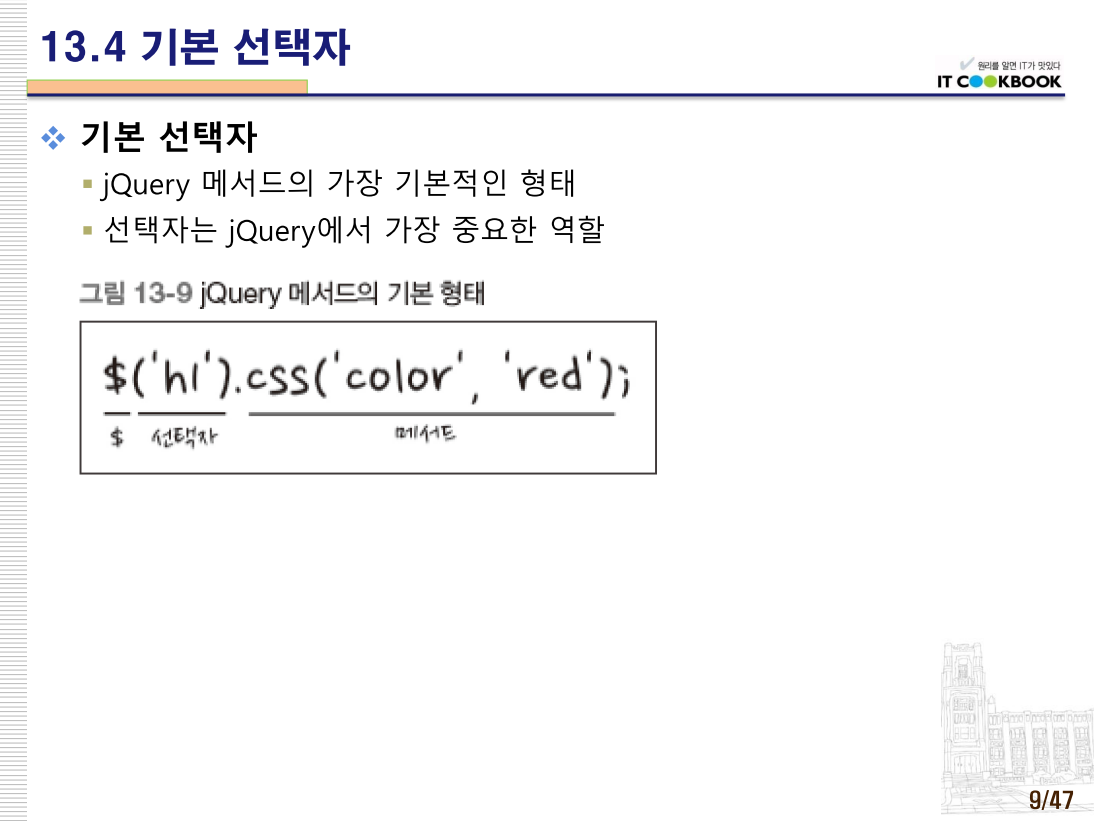 13.4 기본 선택자
원리를 알면 IT가 맛있다
IT COOKBOOK
기본 선택자
jQuery 메서드의 가장 기본적인 형태
선택자는 jQuery에서 가장 중요한 역할
그림 13-9 jQuery 메서드의 기본 형태
$('h1').css('color', 'red');
$ 선택자 메서드
9/47